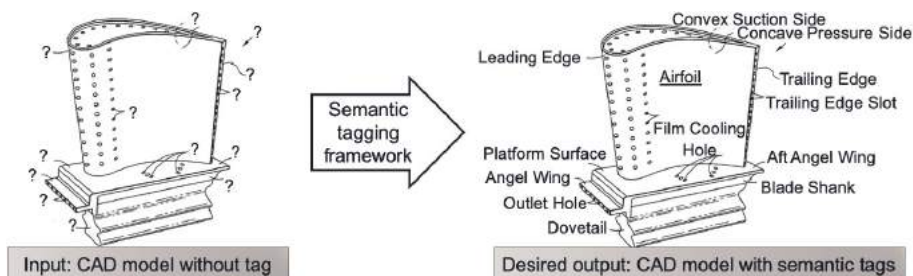 ?
?
?
?
?
?
?
?
?
?
?
?
?
Input: CAD model without tag
Semantic
tagging
framework
Convex Suction Side
Concave Pressure Side
Leading Edge
Airfoil
Trailing Edge
Trailing Edge Slot
Film Cooling
Hole
Platform Surface
Aft Angel Wing
Angel Wing
Blade Shank
Outlet Hole
Dovetail
Desired output: CAD model with semantic tags